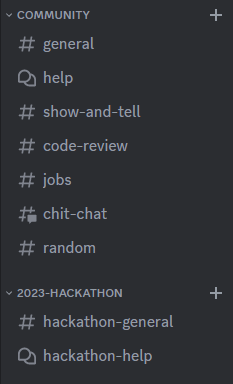 COMMUNITY
general
help
show-and-tell
code-review
jobs
chit-chat
random
2023-HACKATHON
hackathon-general
hackathon-help